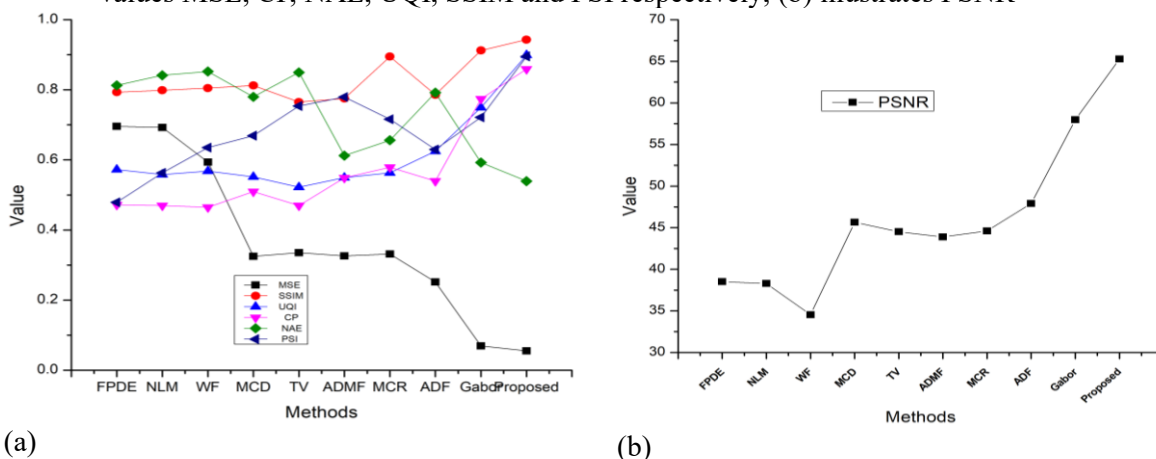 values MSE, CP, NAE, UQI, SSIM and PSI respectively, (b) illustrates PSNR
1.0
0.8
0.6
0.4
0.2
0.0
Value
MSE
SSIM
UQI
CP
NAE
PSI
FPDE NLM WF MCD TV ADMF MCR ADF Gabor Proposed
Methods
(a)
70
65
60
55
50
45
40
35
30
Value
PSNR
FPDE NLM WF MCD TV ADMF MCR ADF Gabor Proposed
Methods
(b)